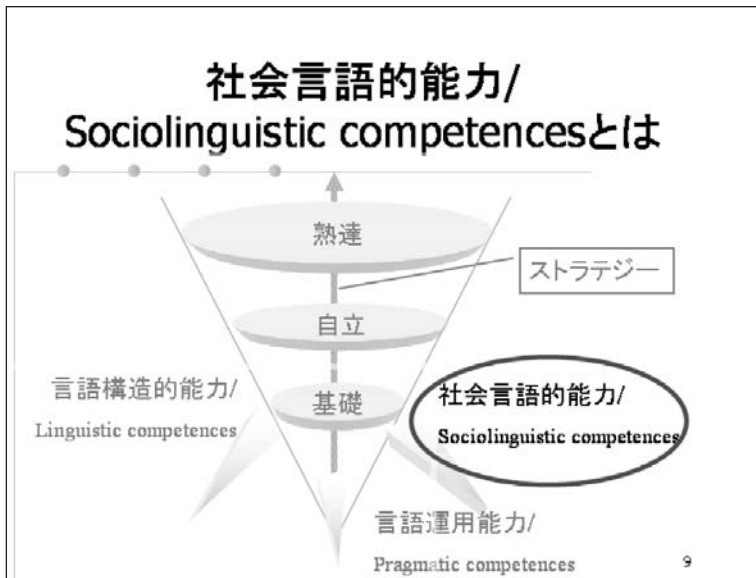 社会言語的能力/
Sociolinguistic competencesとは
熟達
ストラテジー
自立
基礎
言語構造的能力/
Linguistic competences
社会言語的能力/
Sociolinguistic competences
言語運用能力/
Pragmatic competences
9